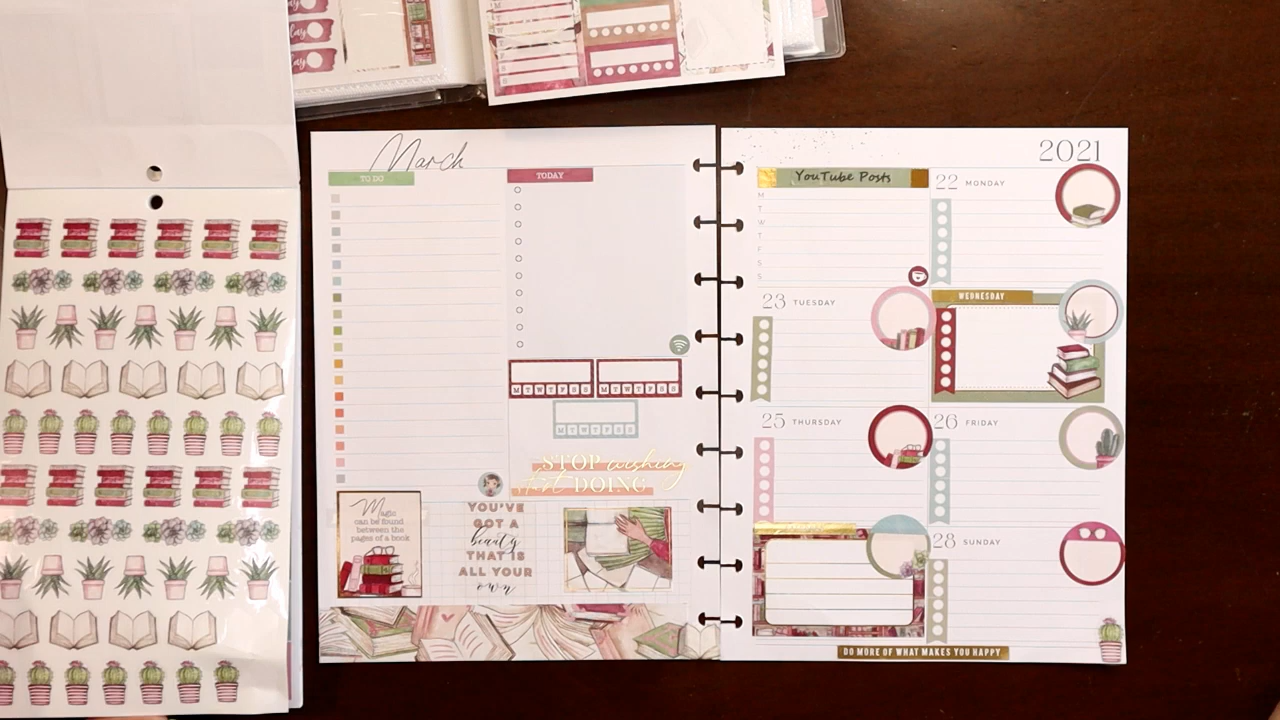 March
TO DO
TODAY
M T W T F S S
M T W T F S S
M T W T F S S
STOP wishing
start DOING
Magic
can be found
between the
pages of a book
YOU'VE
GOT A
beauty
THAT IS
ALL YOUR
own
2021
YouTube Posts
M
T
W
T
F
S
S
22 MONDAY
23 TUESDAY
WEDNESDAY
25 THURSDAY
26 FRIDAY
28 SUNDAY
DO MORE OF WHAT MAKES YOU HAPPY